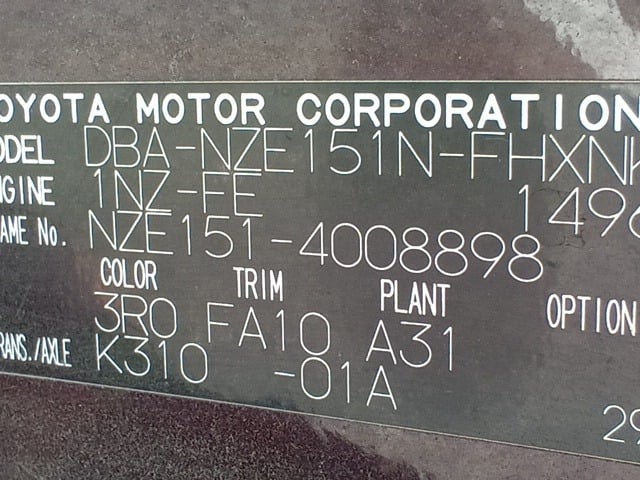 OYOTA MOTOR CORPORATION
ODEL DBA-NZE151N-FHXNK
GINE 1NZ-FE 1496
AME No. NZE151-4008898
COLOR TRIM PLANT OPTION
3R0 FA10 A31
RANS./AXLE K310 -01A
29